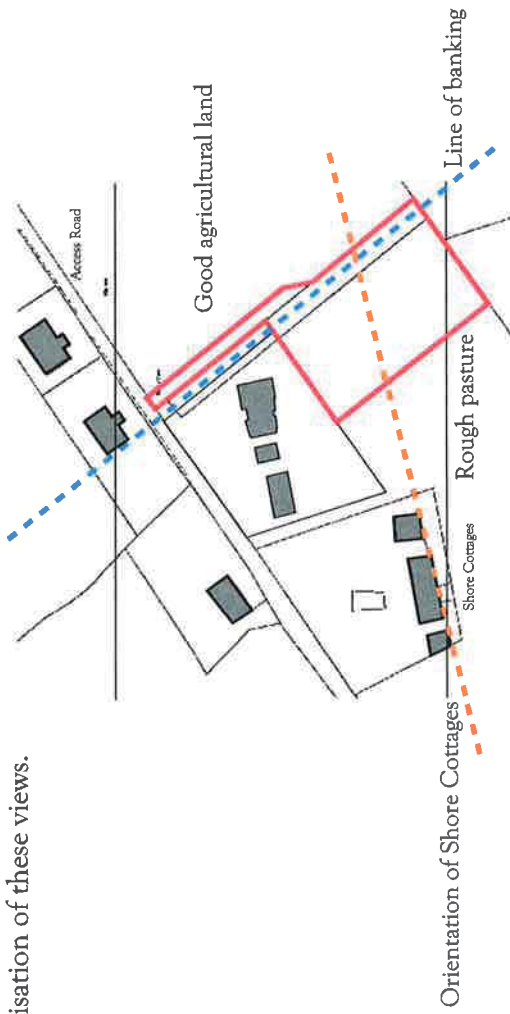 isation of these views.
Access Road
Good agricultural land
Line of banking
Rough pasture
Shore Cottages
Orientation of Shore Cottages